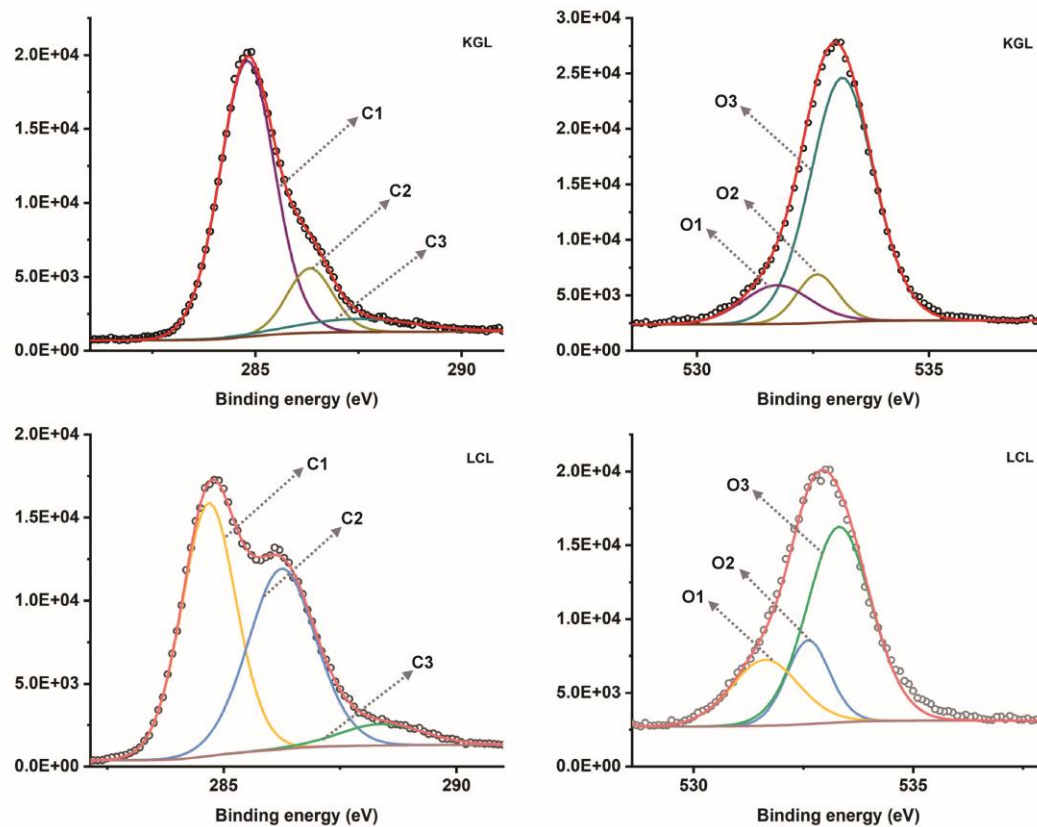 KGL
2.0E+04
1.5E+04
1.0E+04
5.0E+03
0.0E+00
C1
C2
C3
285
290
Binding energy (eV)
KGL
3.0E+04
2.5E+04
2.0E+04
1.5E+04
1.0E+04
5.0E+03
0.0E+00
O3
O2
O1
530
535
Binding energy (eV)
LCL
2.0E+04
1.5E+04
1.0E+04
5.0E+03
0.0E+00
C1
C2
C3
285
290
Binding energy (eV)
LCL
2.0E+04
1.5E+04
1.0E+04
5.0E+03
0.0E+00
O3
O2
O1
530
535
Binding energy (eV)